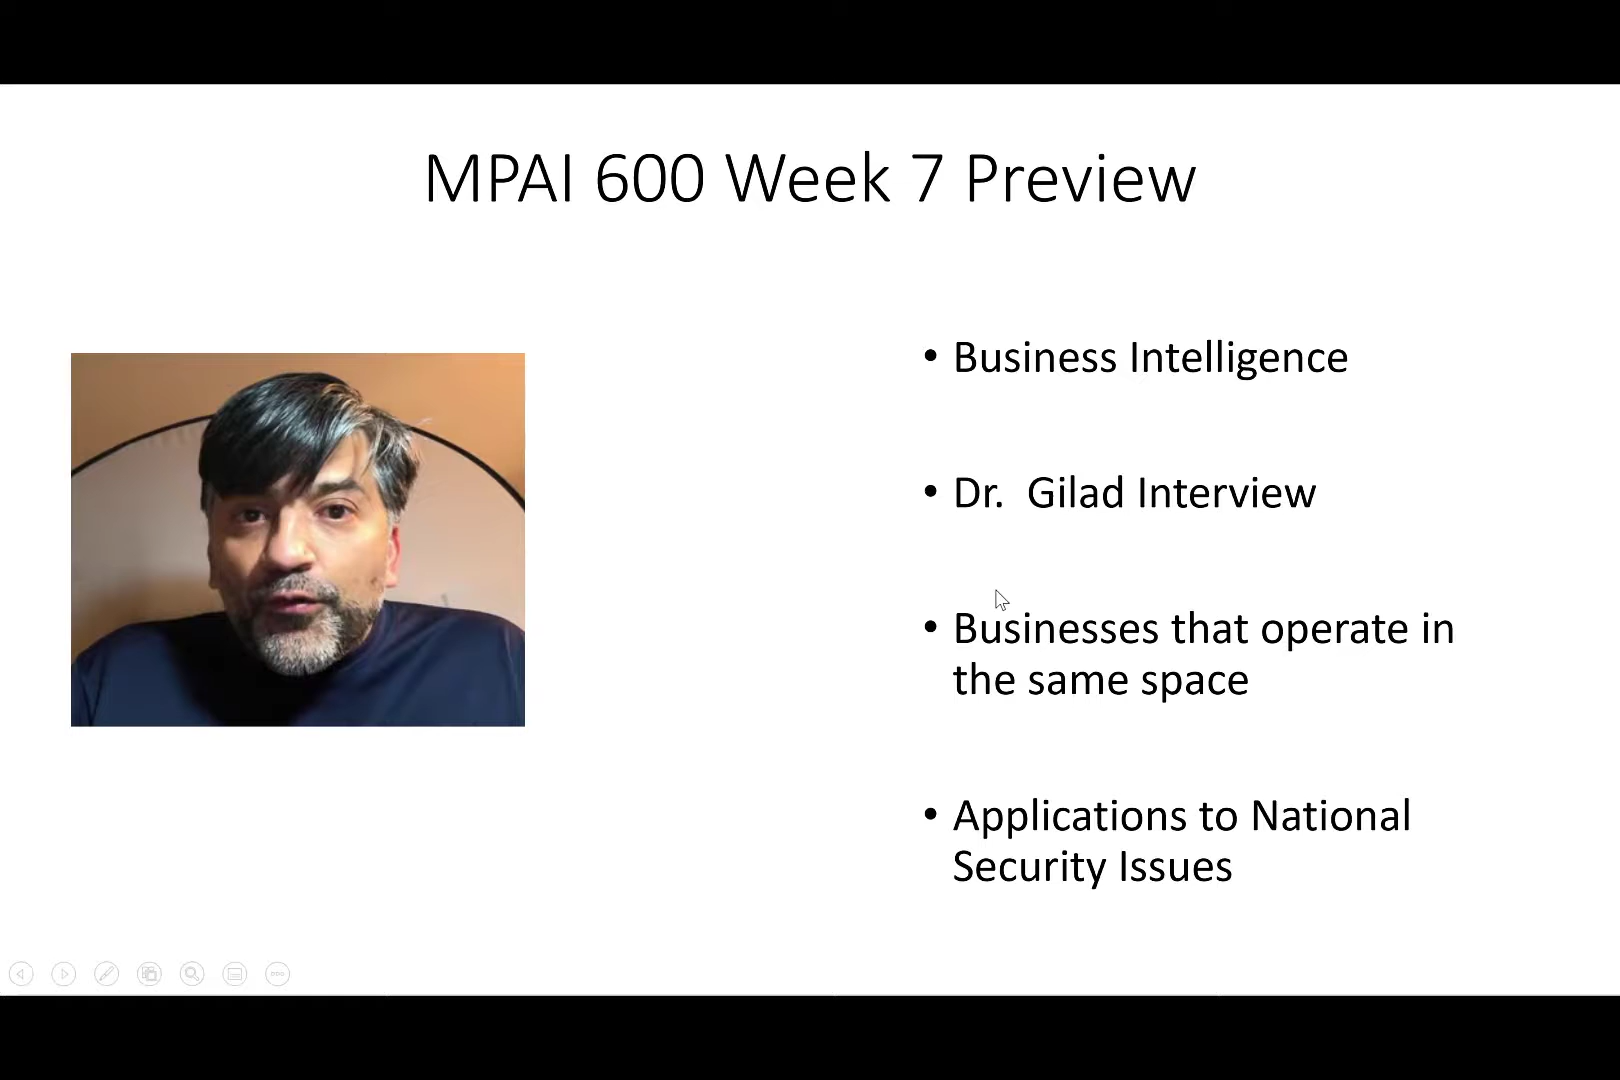 MPAI 600 Week 7 Preview
• Business Intelligence
• Dr.  Gilad Interview
• Businesses that operate in
the same space
• Applications to National
Security Issues